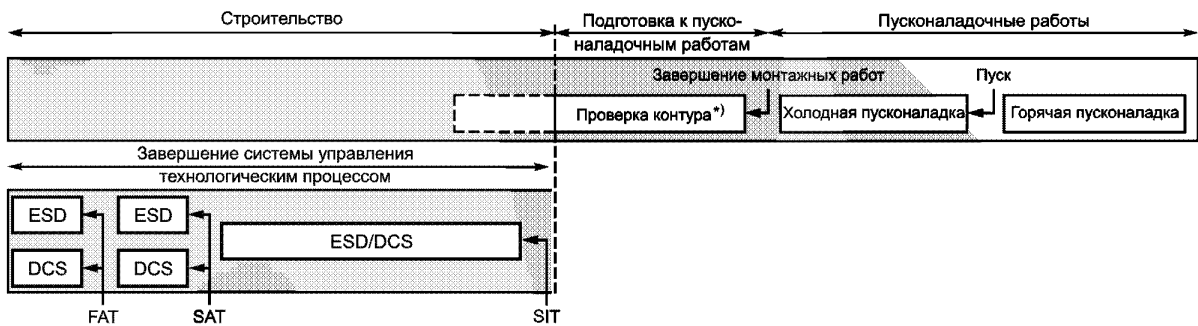 Строительство
Подготовка к пуско-
наладочным работам
Пусконаладочные работы
Завершение монтажных работ
Пуск
Проверка контура*)
Холодная пусконаладка
Горячая пусконаладка
Завершение системы управления
технологическим процессом
ESD
ESD
ESD/DCS
DCS
DCS
FAT
SAT
SIT